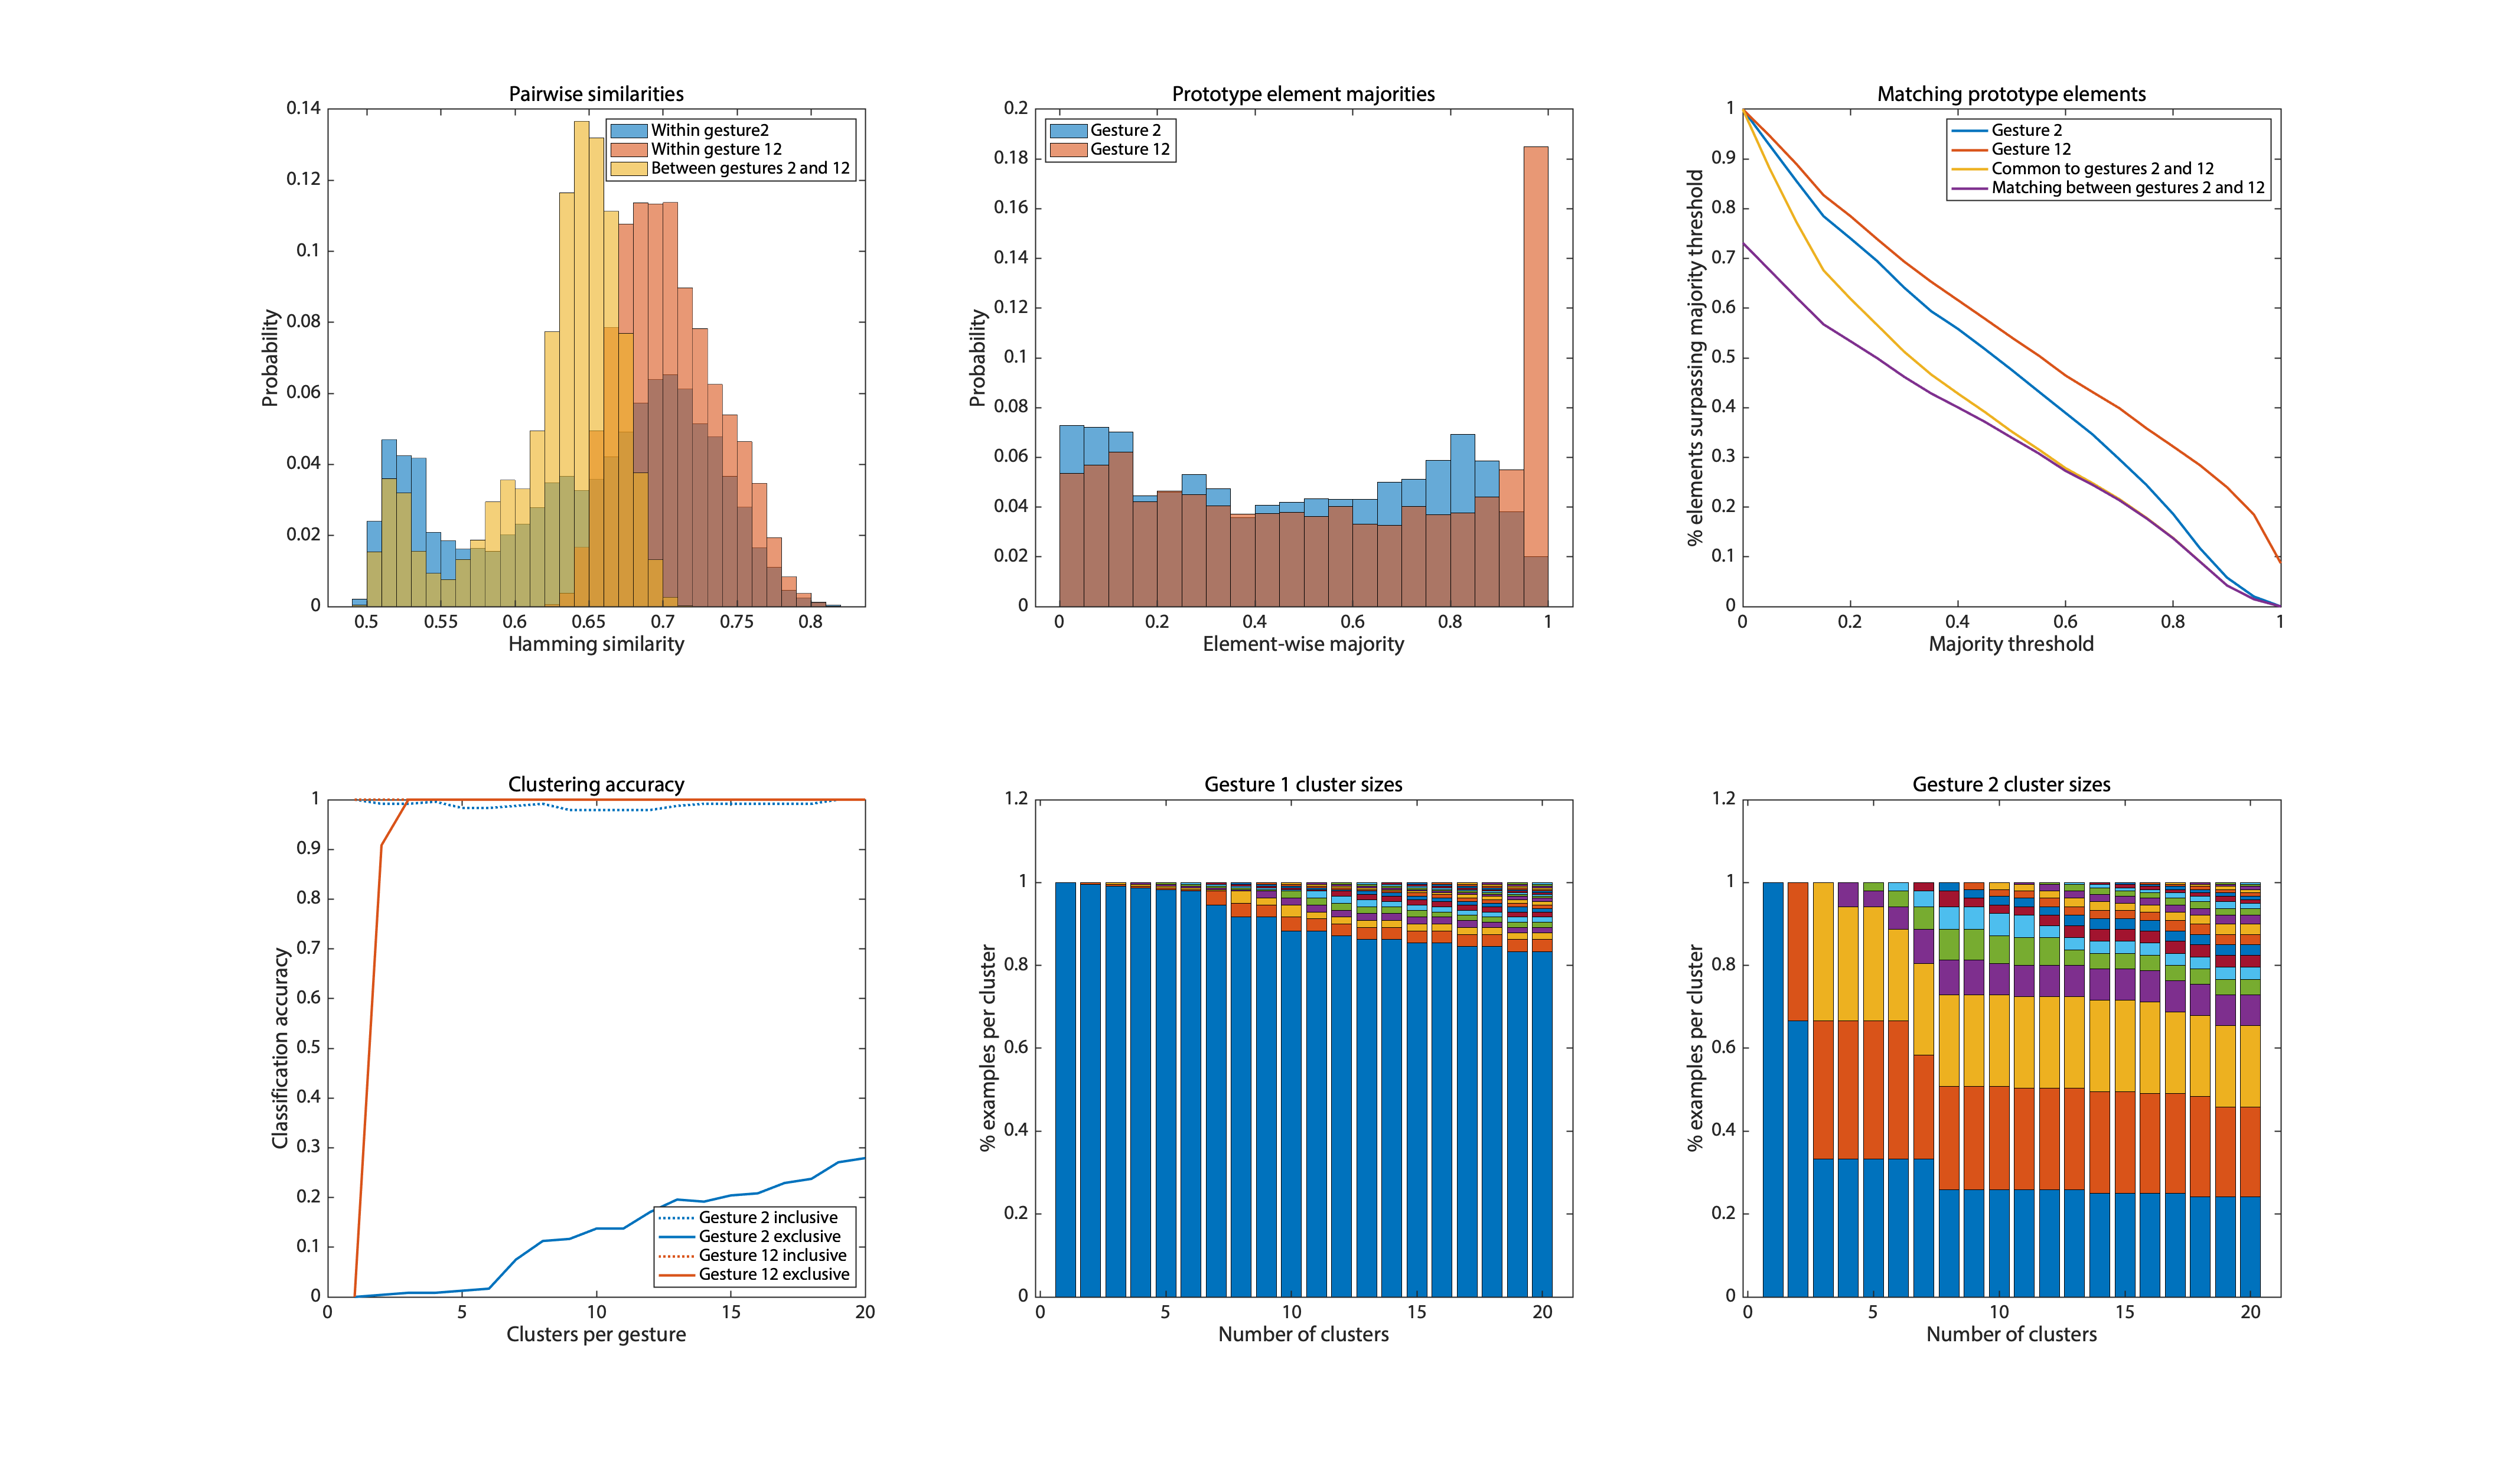 Pairwise similarities
0.14
0.12
0.1
0.08
0.06
0.04
0.02
0
Probability
Within gesture2
Within gesture 12
Between gestures 2 and 12
0.5 0.55 0.6 0.65 0.7 0.75 0.8
Hamming similarity
Prototype element majorities
0.2
0.18
0.16
0.14
0.12
0.1
0.08
0.06
0.04
0.02
0
Probability
Gesture 2
Gesture 12
0 0.2 0.4 0.6 0.8 1
Element-wise majority
Matching prototype elements
1
0.9
0.8
0.7
0.6
0.5
0.4
0.3
0.2
0.1
0
% elements surpassing majority threshold
Gesture 2
Gesture 12
Common to gestures 2 and 12
Matching between gestures 2 and 12
0 0.2 0.4 0.6 0.8 1
Majority threshold
Clustering accuracy
1
0.9
0.8
0.7
0.6
0.5
0.4
0.3
0.2
0.1
0
Classification accuracy
Gesture 2 inclusive
Gesture 2 exclusive
Gesture 12 inclusive
Gesture 12 exclusive
0 5 10 15 20
Clusters per gesture
Gesture 1 cluster sizes
1.2
1
0.8
0.6
0.4
0.2
0
% examples per cluster
0 5 10 15 20
Number of clusters
Gesture 2 cluster sizes
1.2
1
0.8
0.6
0.4
0.2
0
% examples per cluster
0 5 10 15 20
Number of clusters